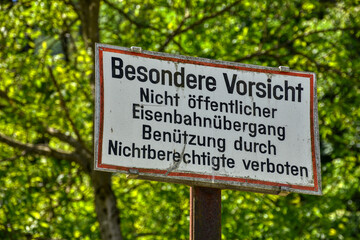 Besondere Vorsicht
Nicht öffentlicher
Eisenbahnübergang
Benützung durch
Nichtberechtigte verboten